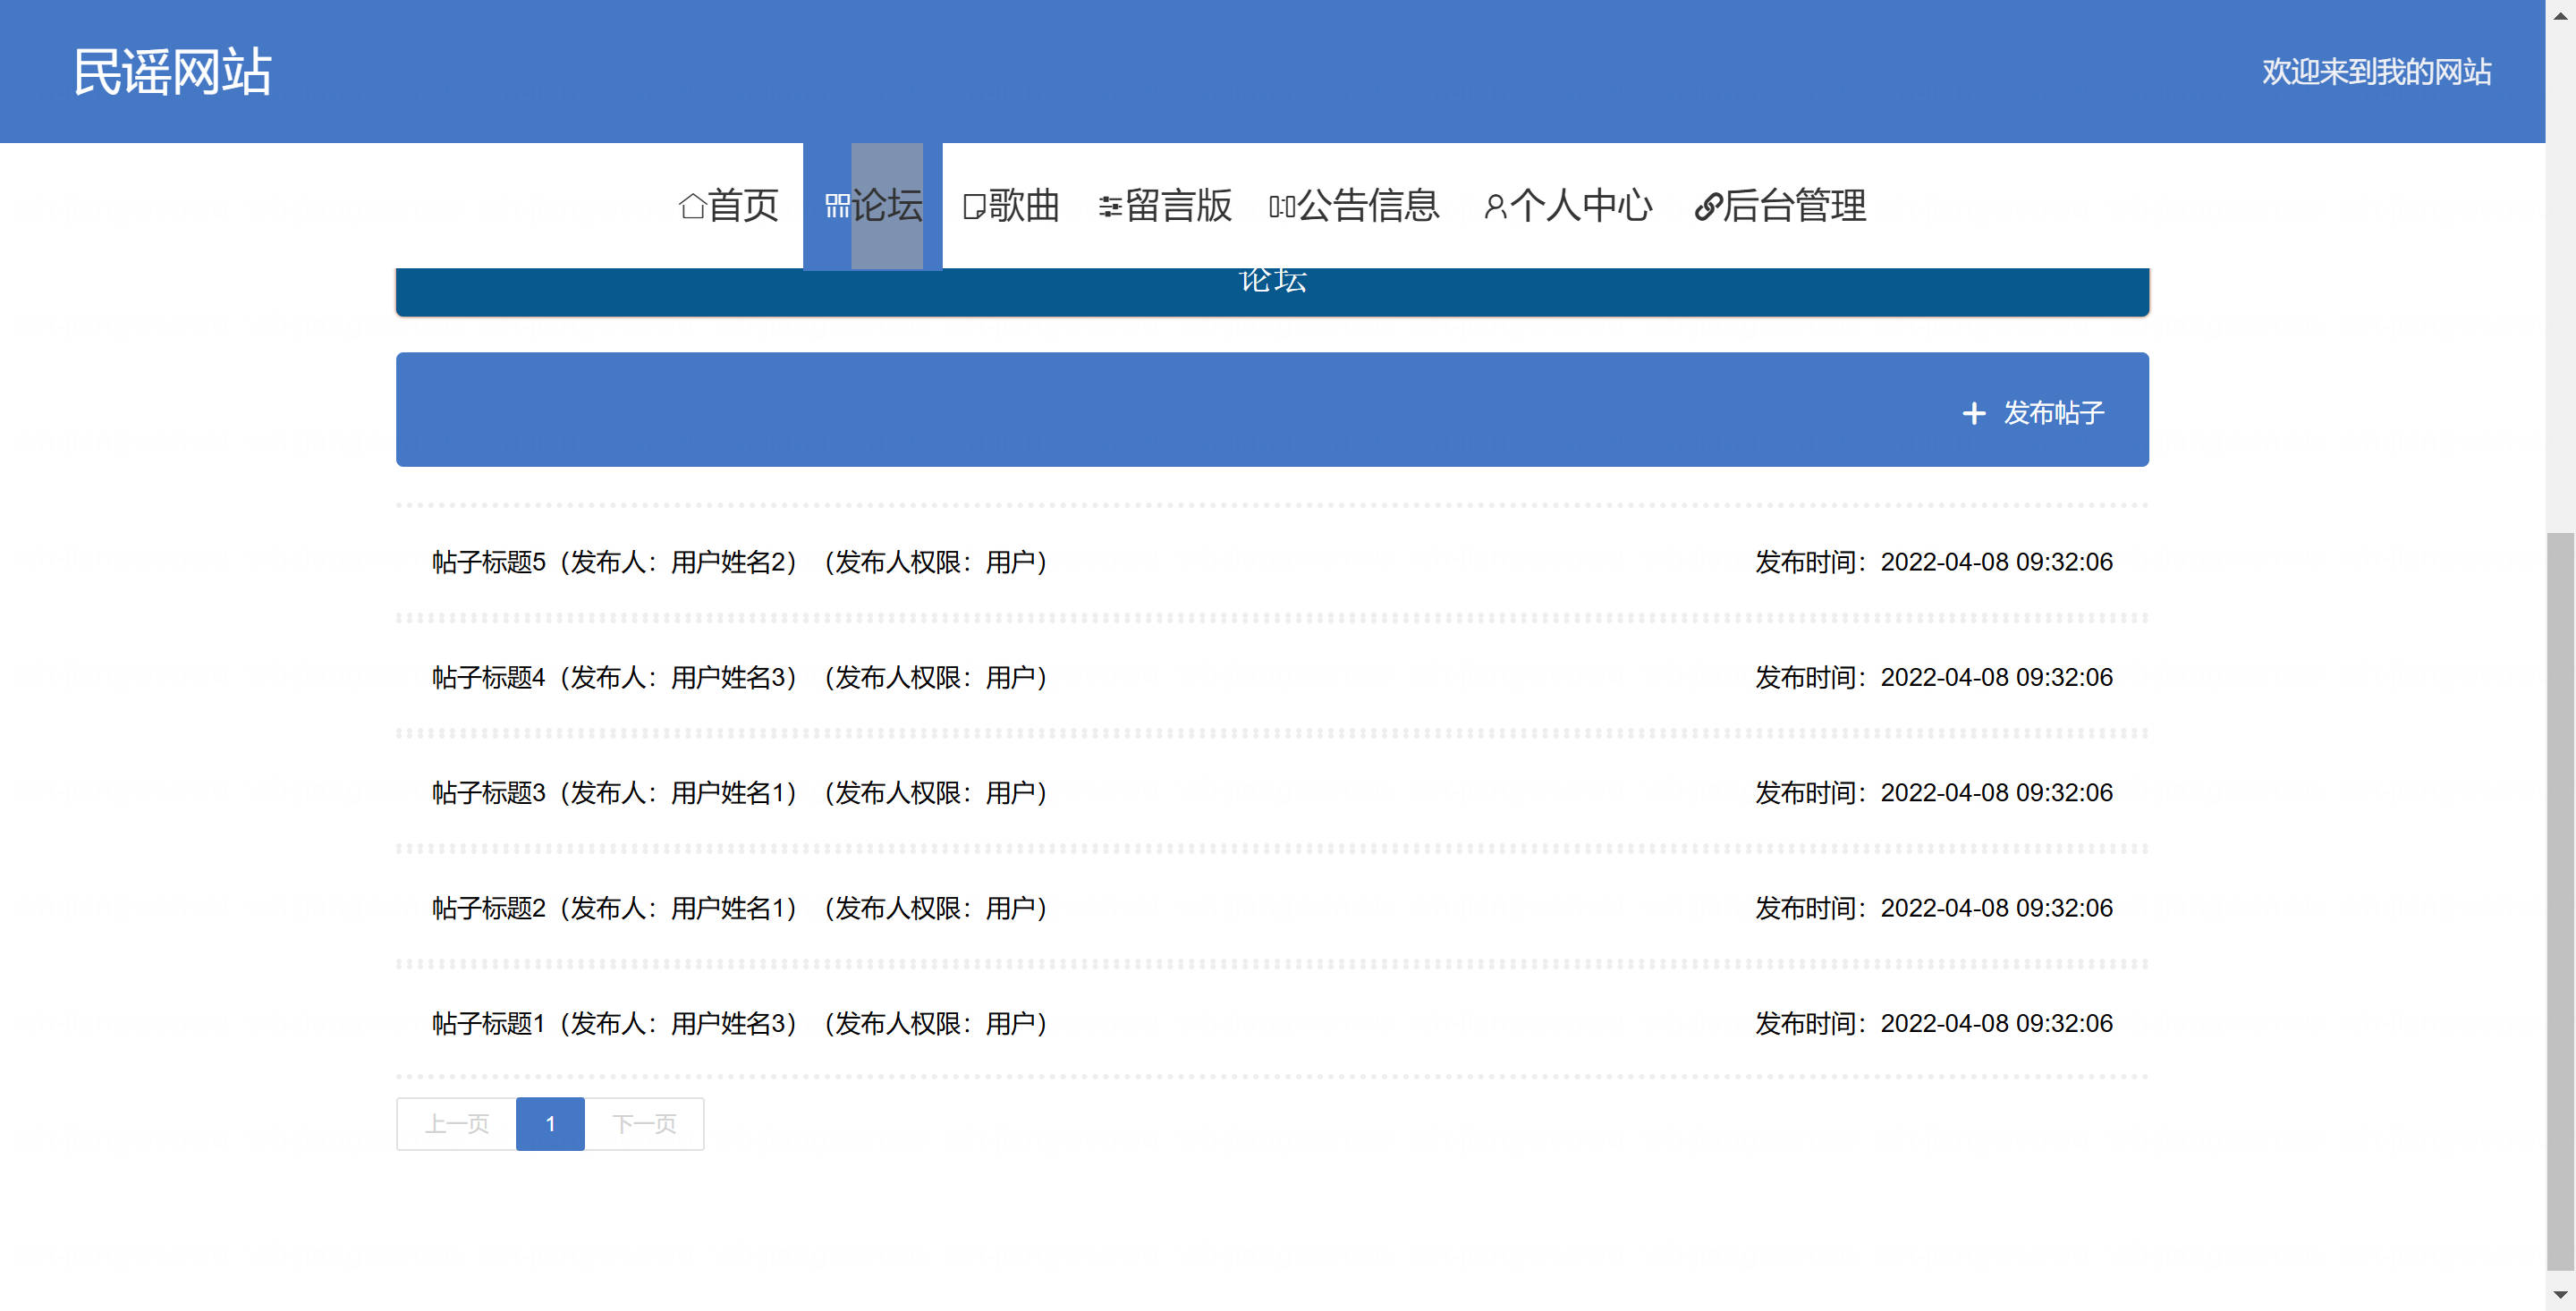 民谣网站
欢迎来到我的网站
首页 论坛 歌曲 留言版 公告信息 个人中心 后台管理
论坛
+ 发布帖子
帖子标题5（发布人：用户姓名2）（发布人权限：用户） 发布时间：2022-04-08 09:32:06
帖子标题4（发布人：用户姓名3）（发布人权限：用户） 发布时间：2022-04-08 09:32:06
帖子标题3（发布人：用户姓名1）（发布人权限：用户） 发布时间：2022-04-08 09:32:06
帖子标题2（发布人：用户姓名1）（发布人权限：用户） 发布时间：2022-04-08 09:32:06
帖子标题1（发布人：用户姓名3）（发布人权限：用户） 发布时间：2022-04-08 09:32:06
上一页 1 下一页